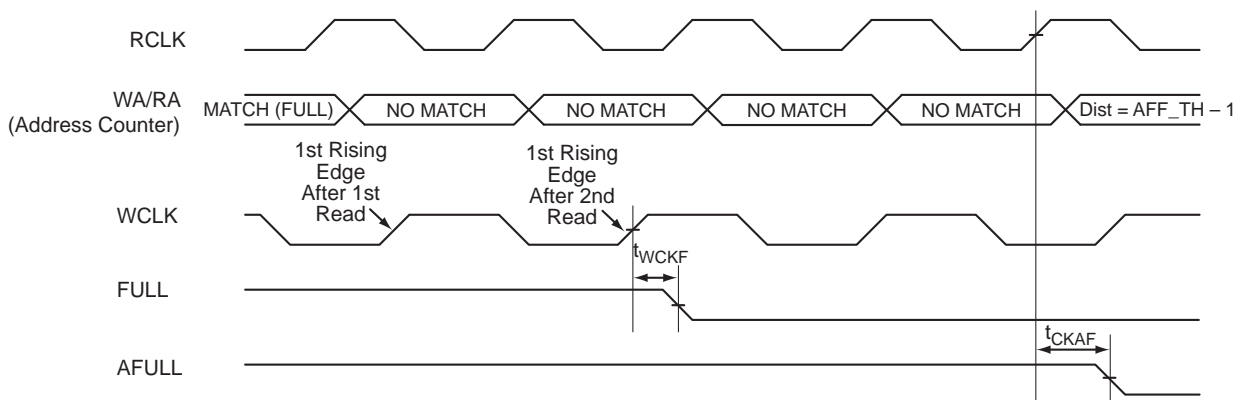 RCLK
WA/RA
(Address Counter)
MATCH (FULL)
NO MATCH
NO MATCH
NO MATCH
NO MATCH
Dist = AFF_TH – 1
1st Rising
Edge
After 1st
Read
1st Rising
Edge
After 2nd
Read
WCLK
tWCKF
FULL
tCKAF
AFULL